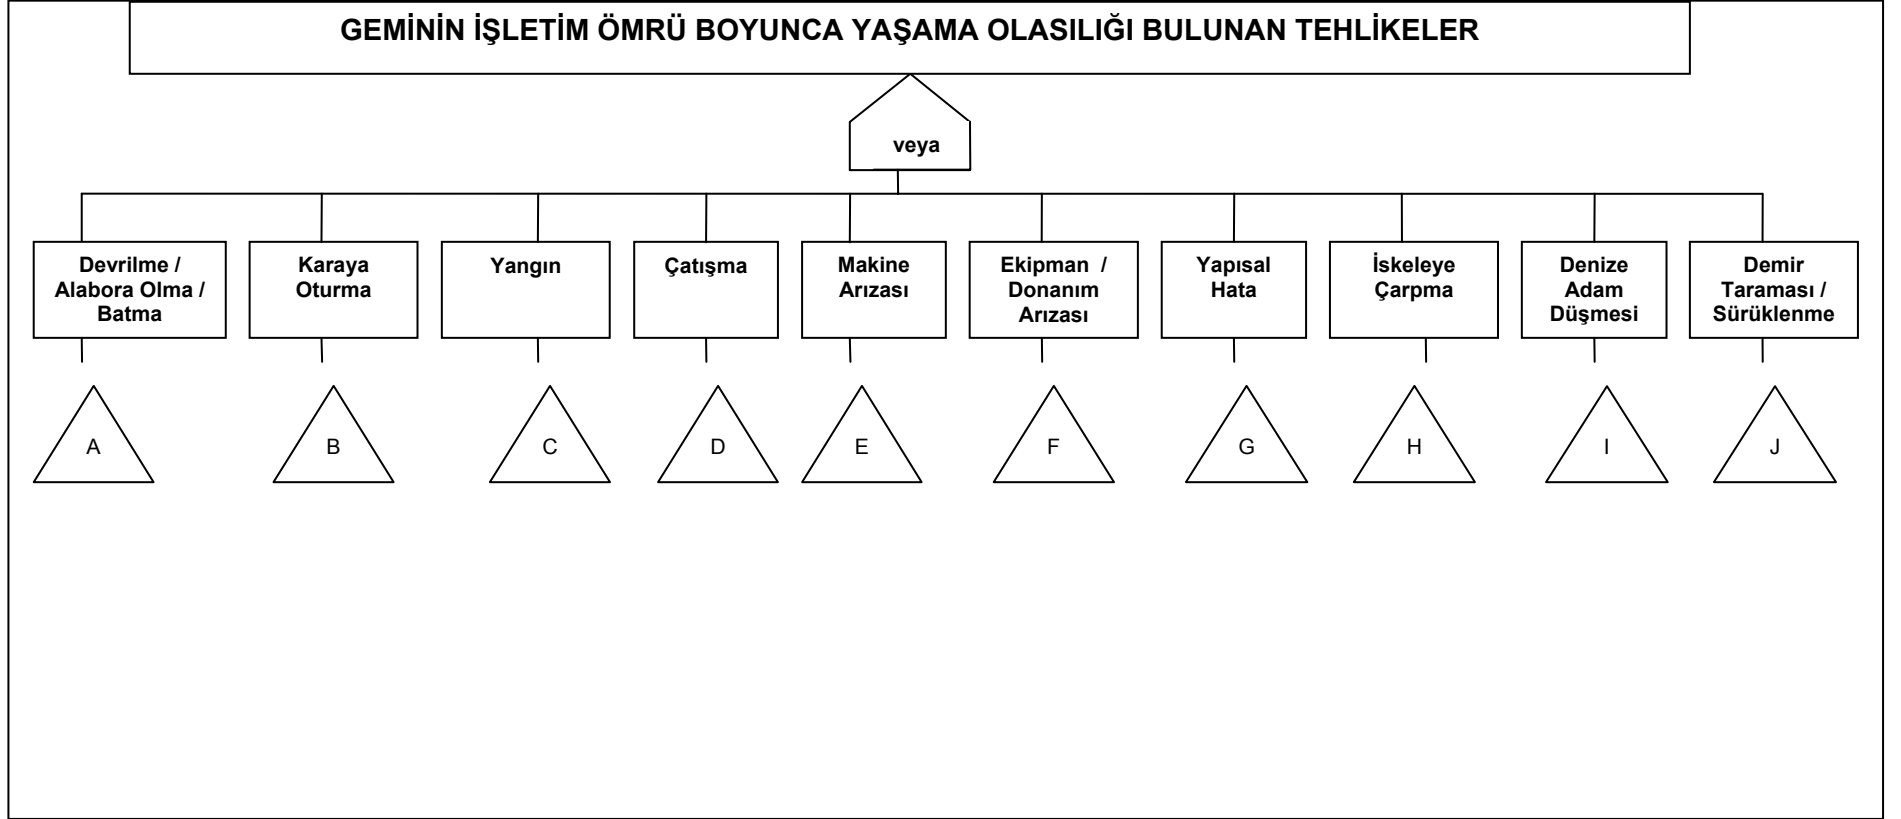 GEMİNİN İŞLETİM ÖMRÜ BOYUNCA YAŞAMA OLASILIĞI BULUNAN TEHLİKELER
veya
Devrilme /
Alabora Olma /
Batma
Karaya
Oturma
Yangın
Çatışma
Makine
Arızası
Ekipman /
Donanım
Arızası
Yapısal
Hata
İskeleye
Çarpma
Denize
Adam
Düşmesi
Demir
Taraması /
Sürüklenme
A
B
C
D
E
F
G
H
I
J